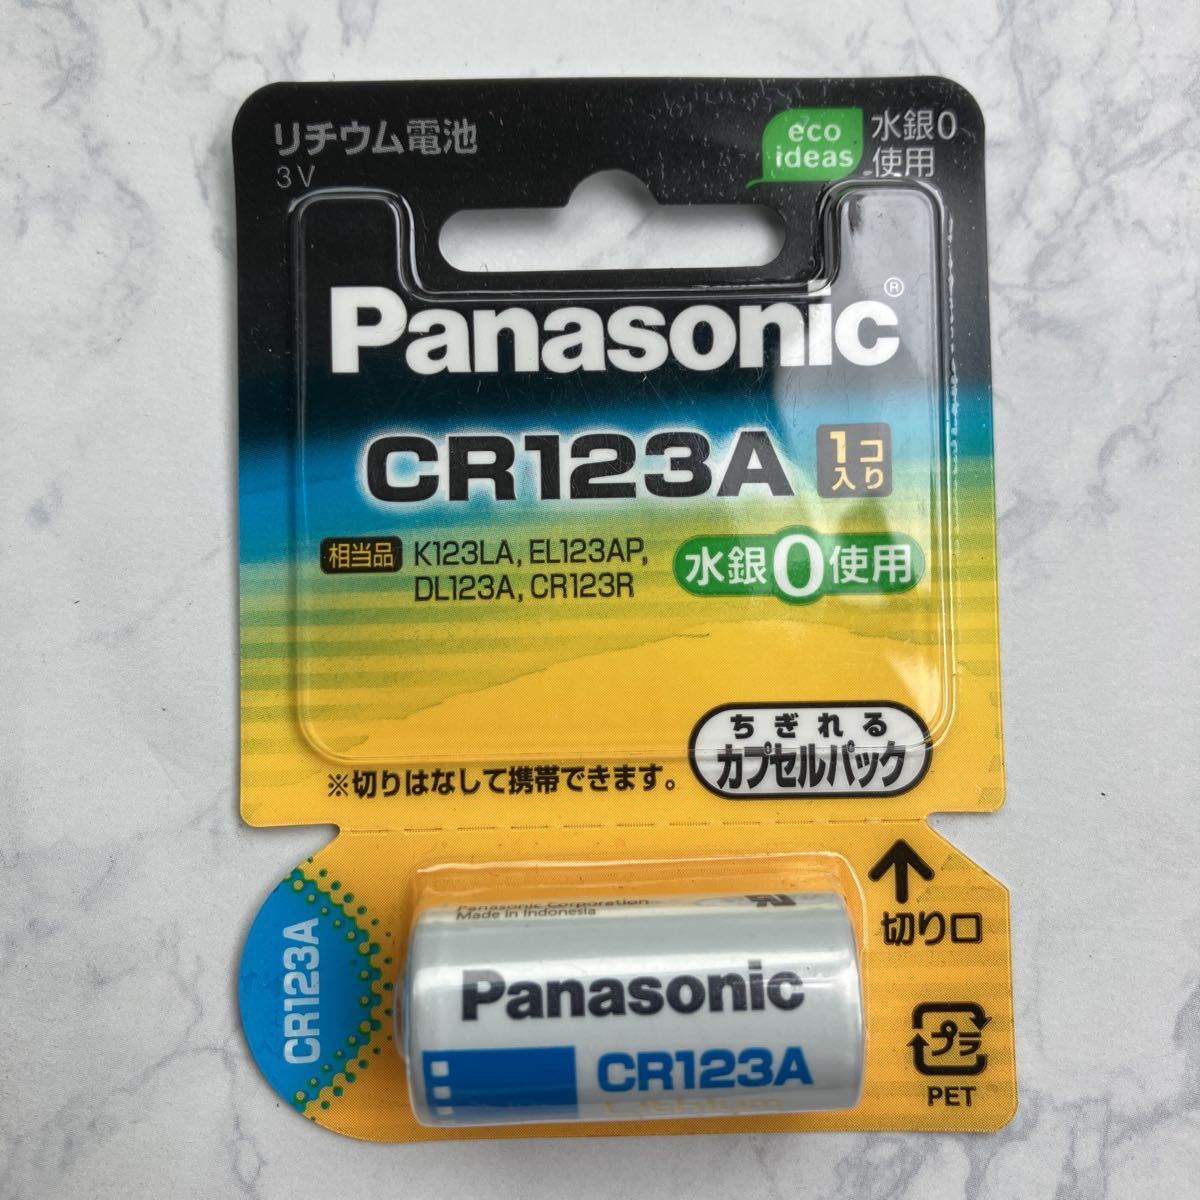 リチウム電池
3V
eco
ideas
水銀0
使用
Panasonic®
CR123A
1コ
入り
相当品
K123LA, EL123AP,
DL123A, CR123R
水銀0使用
ちぎれる
カプセルパック
※切りはなして携帯できます。
切り口
CR123A
Panasonic Corporation
Made in Indonesia
Panasonic
CR123A
Lithium
プラ
PET